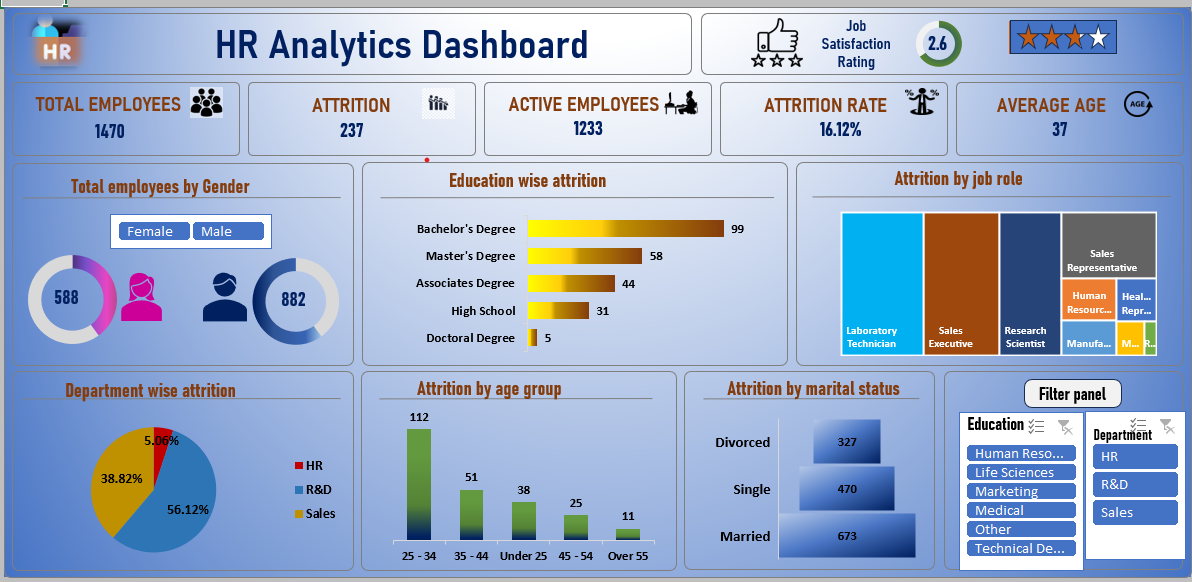 HR
HR Analytics Dashboard
Job
Satisfaction
Rating
2.6
TOTAL EMPLOYEES
1470
ATTRITION
237
ACTIVE EMPLOYEES
1233
ATTRITION RATE
16.12%
% %
AVERAGE AGE
37
AGE
Total employees by Gender
Female
Male
588
882
Education wise attrition
Bachelor's Degree
99
Master's Degree
58
Associates Degree
44
High School
31
Doctoral Degree
5
Attrition by job role
Laboratory
Technician
Sales
Executive
Research
Scientist
Sales
Representative
Human
Resourc...
Heal...
Repr...
Manufa...
M...
R...
Department wise attrition
5.06%
38.82%
56.12%
HR
R&D
Sales
Attrition by age group
112
51
38
25
11
25 - 34
35 - 44
Under 25
45 - 54
Over 55
Attrition by marital status
Divorced
327
Single
470
Married
673
Filter panel
Education
Human Reso...
Life Sciences
Marketing
Medical
Other
Technical De...
Department
HR
R&D
Sales